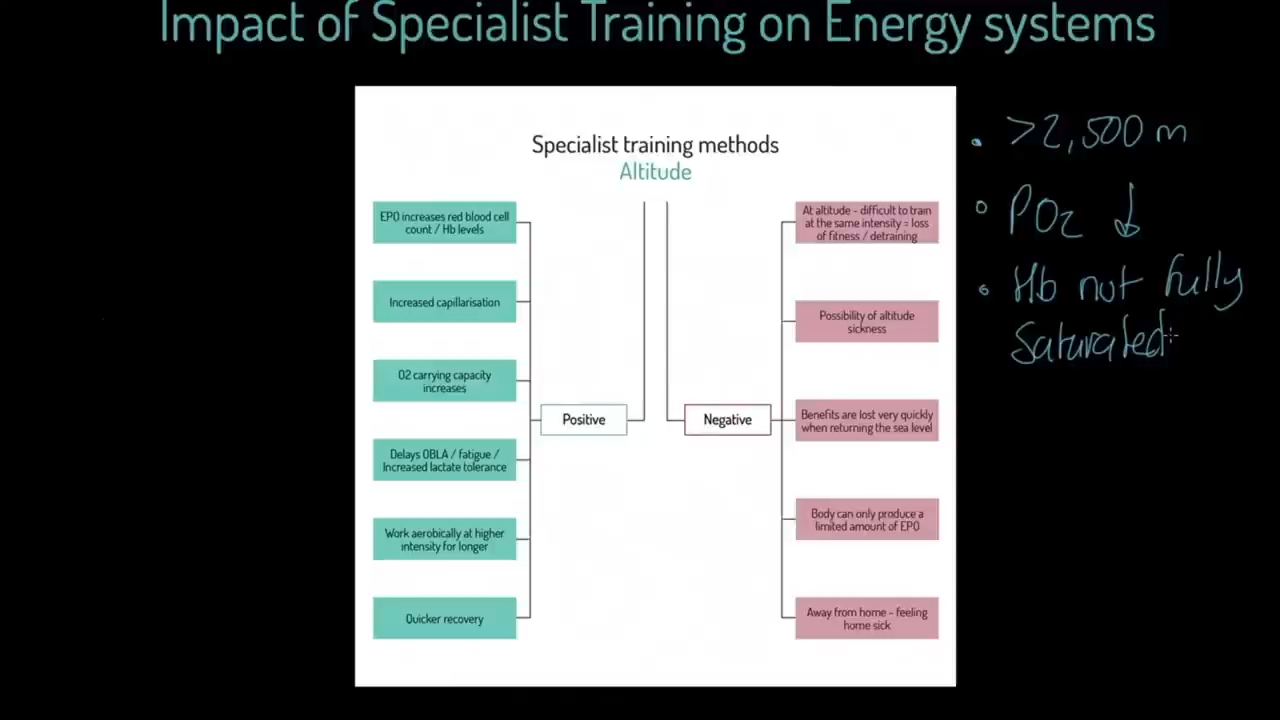 Impact of Specialist Training on Energy systems
Specialist training methods
Altitude
EPO increases red blood cell
count / Hb levels
Increased capillarisation
O2 carrying capacity
increases
Delays OBLA / fatigue /
Increased lactate tolerance
Work aerobically at higher
intensity for longer
Quicker recovery
Positive
Negative
At altitude - difficult to train
at the same intensity = loss
of fitness / detraining
Possibility of altitude
sickness
Benefits are lost very quickly
when returning the sea level
Body can only produce a
limited amount of EPO
Away from home - feeling
home sick
• >2,500 m
• PO2 ↓
• Hb not fully
saturated